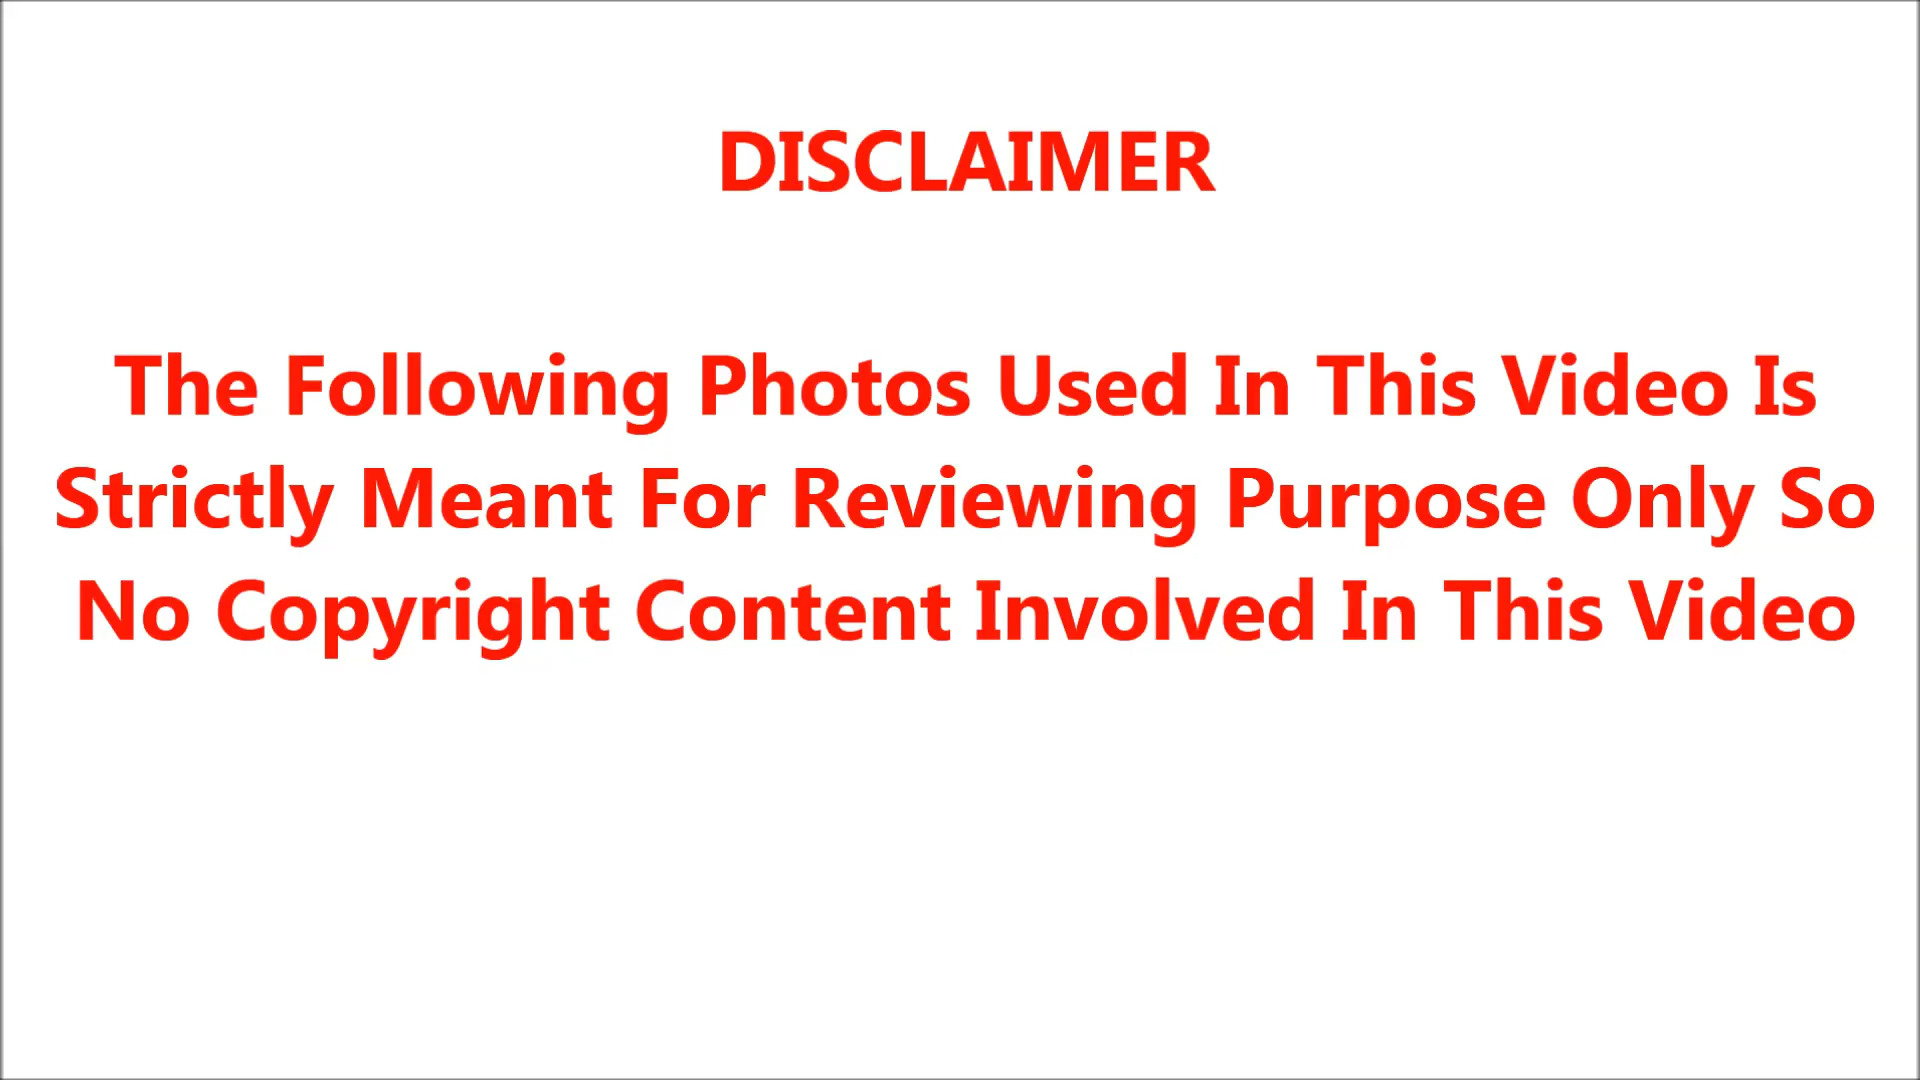 DISCLAIMER
The Following Photos Used In This Video Is
Strictly Meant For Reviewing Purpose Only So
No Copyright Content Involved In This Video